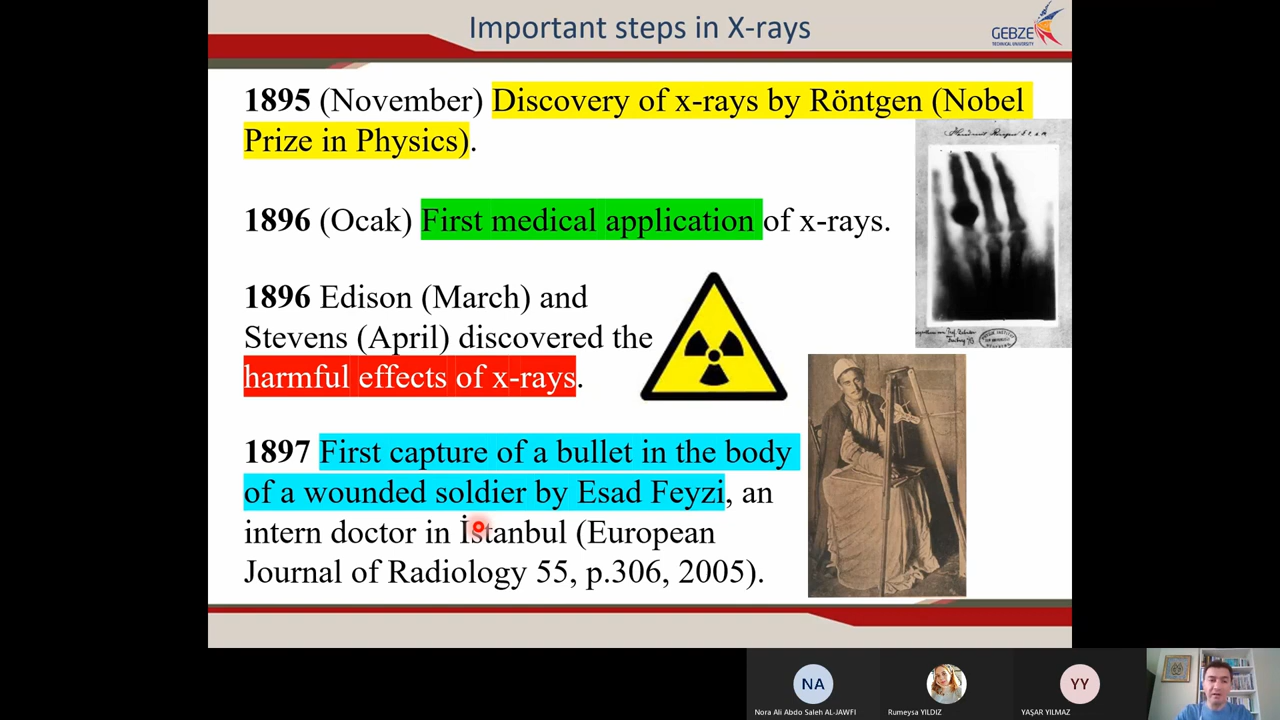 Important steps in X-rays
GEBZE
TECHNICAL UNIVERSITY
1895 (November) Discovery of x-rays by Röntgen (Nobel
Prize in Physics).
1896 (Ocak) First medical application of x-rays.
1896 Edison (March) and
Stevens (April) discovered the
harmful effects of x-rays.
1897 First capture of a bullet in the body
of a wounded soldier by Esad Feyzi, an
intern doctor in İstanbul (European
Journal of Radiology 55, p.306, 2005).
NA
YY
Nora Ali Abdo Saleh AL-JAWFI
Rumeysa YILDIZ
YAŞAR YILMAZ